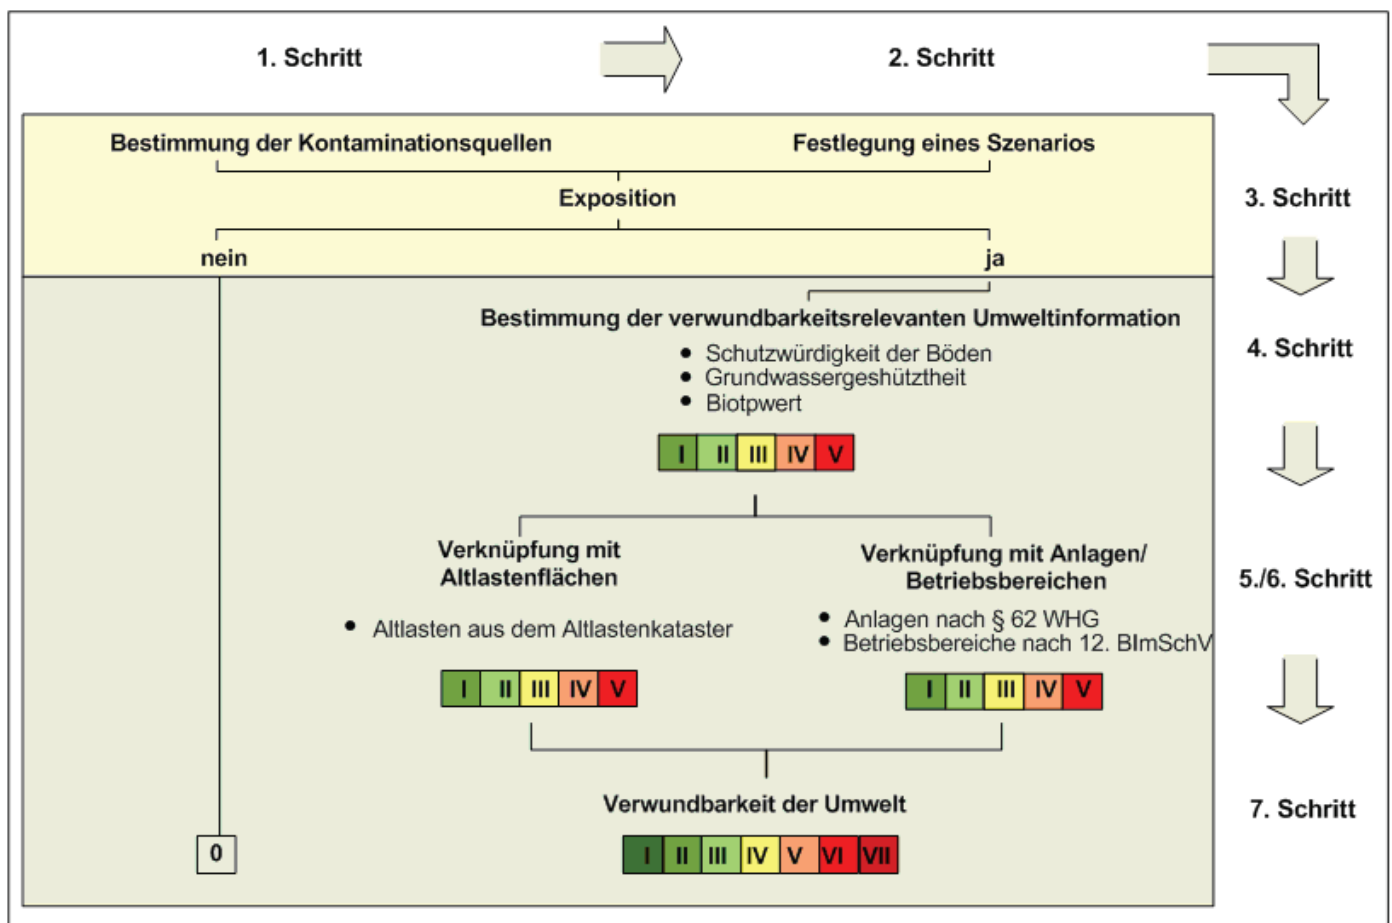 1. Schritt
2. Schritt
Bestimmung der Kontaminationsquellen
Festlegung eines Szenarios
Exposition
3. Schritt
nein
ja
Bestimmung der verwundbarkeitsrelevanten Umweltinformation
4. Schritt
● Schutzwürdigkeit der Böden
● Grundwassergeshütztheit
● Biotpwert
I II III IV V
Verknüpfung mit
Altlastenflächen
Verknüpfung mit Anlagen/
Betriebsbereichen
5./6. Schritt
● Altlasten aus dem Altlastenkataster
● Anlagen nach § 62 WHG
● Betriebsbereiche nach 12. BImSchV
I II III IV V
I II III IV V
Verwundbarkeit der Umwelt
7. Schritt
0
I II III IV V VI VII